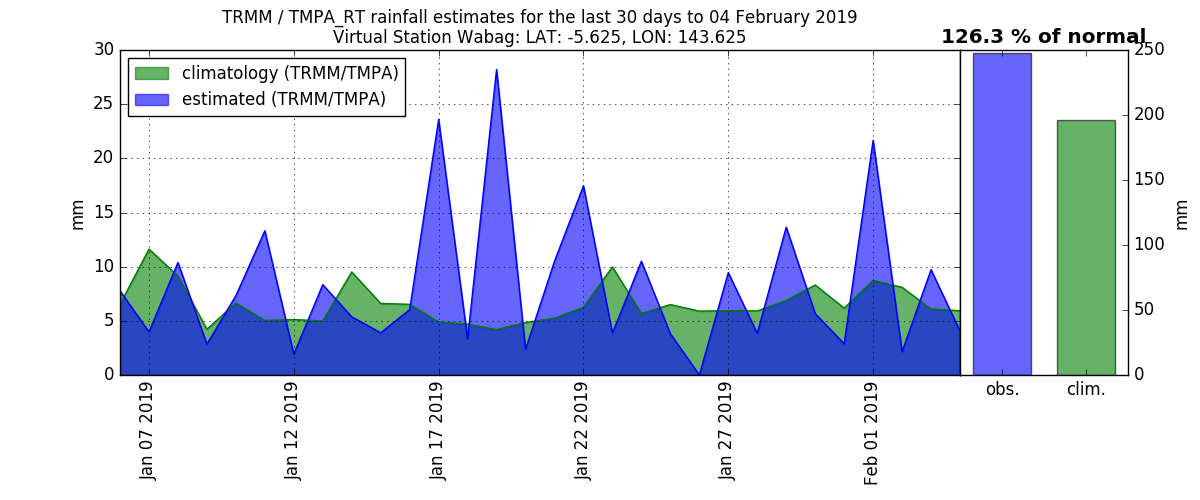 TRMM / TMPA_RT rainfall estimates for the last 30 days to 04 February 2019
Virtual Station Wabag: LAT: -5.625, LON: 143.625
126.3 % of normal
climatology (TRMM/TMPA)
estimated (TRMM/TMPA)
30
25
20
15
10
5
0
mm
Jan 07 2019
Jan 12 2019
Jan 17 2019
Jan 22 2019
Jan 27 2019
Feb 01 2019
obs.
clim.
250
200
150
100
50
0
mm